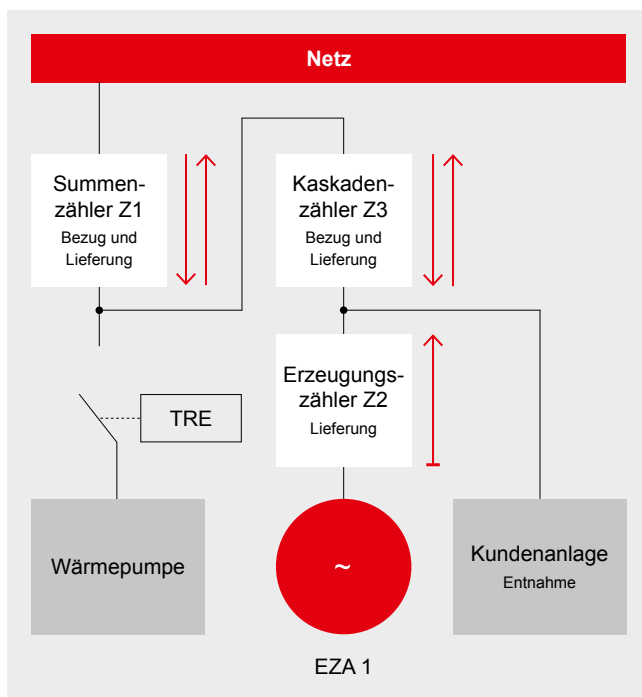 Netz
Summen-
zähler Z1
Bezug und
Lieferung
Kaskaden-
zähler Z3
Bezug und
Lieferung
Erzeugungs-
zähler Z2
Lieferung
TRE
Wärmepumpe
~
Kundenanlage
Entnahme
EZA 1